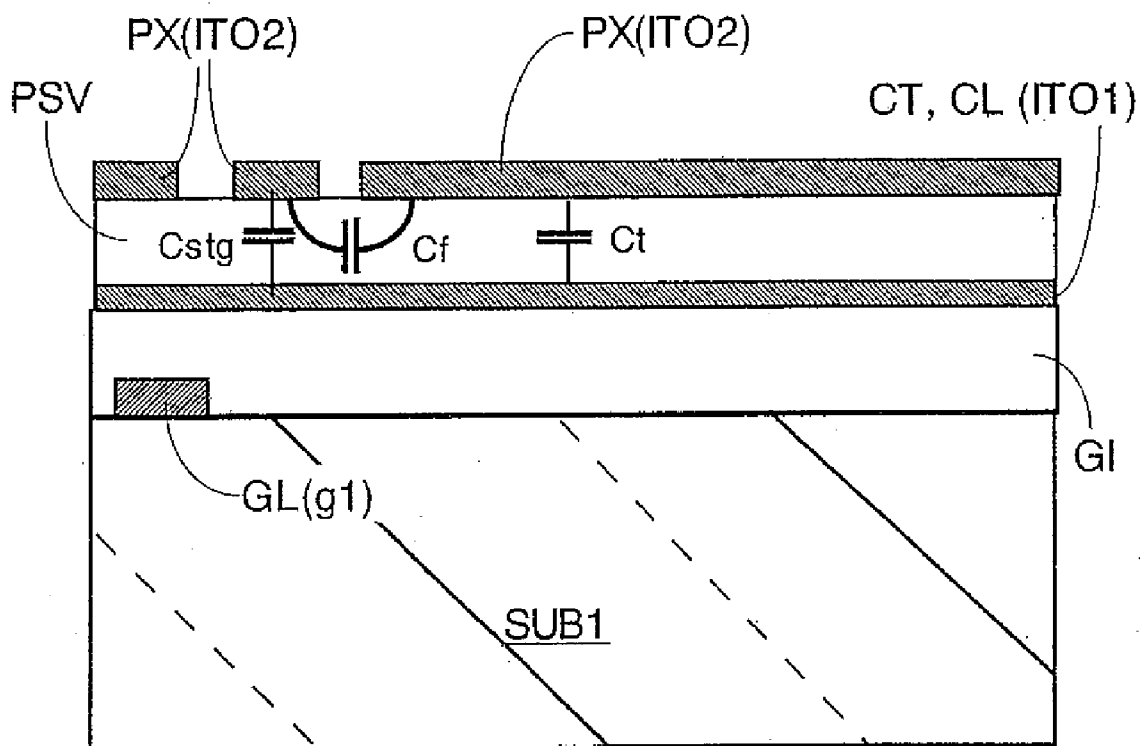 PX(ITO2)
PX(ITO2)
PSV
CT, CL (ITO1)
Cstg
Cf
Ct
GI
GL(g1)
SUB1